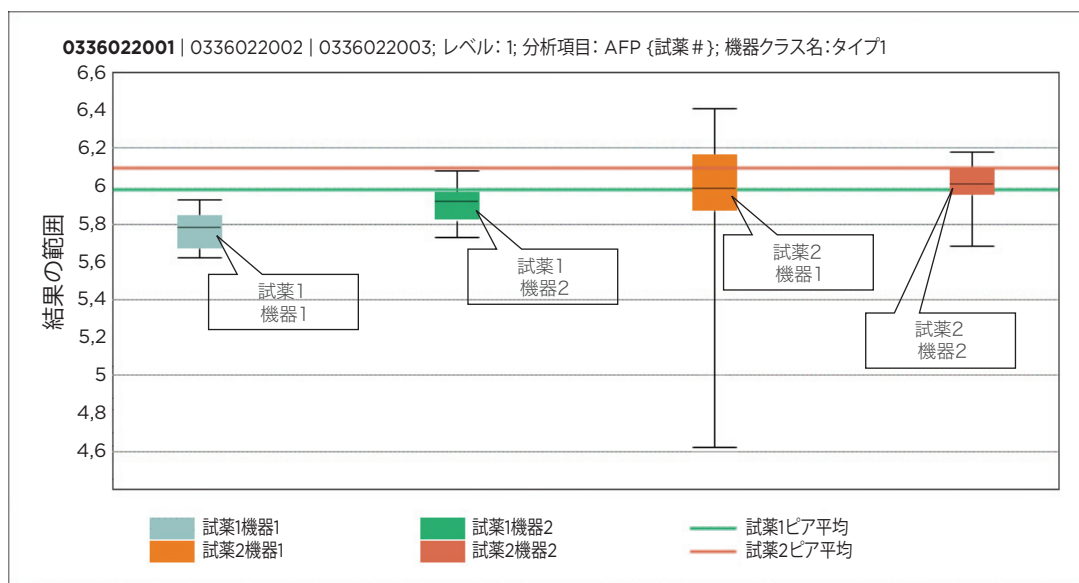 0336022001 | 0336022002 | 0336022003; レベル: 1; 分析項目: AFP {試薬#}; 機器クラス名:タイプ1
結果の範囲
6,6
6,4
6,2
6
5,8
5,6
5,4
5,2
5
4,8
4,6
試薬1
機器1
試薬1
機器2
試薬2
機器1
試薬2
機器2
試薬1機器1
試薬2機器1
試薬1機器2
試薬2機器2
試薬1ピア平均
試薬2ピア平均